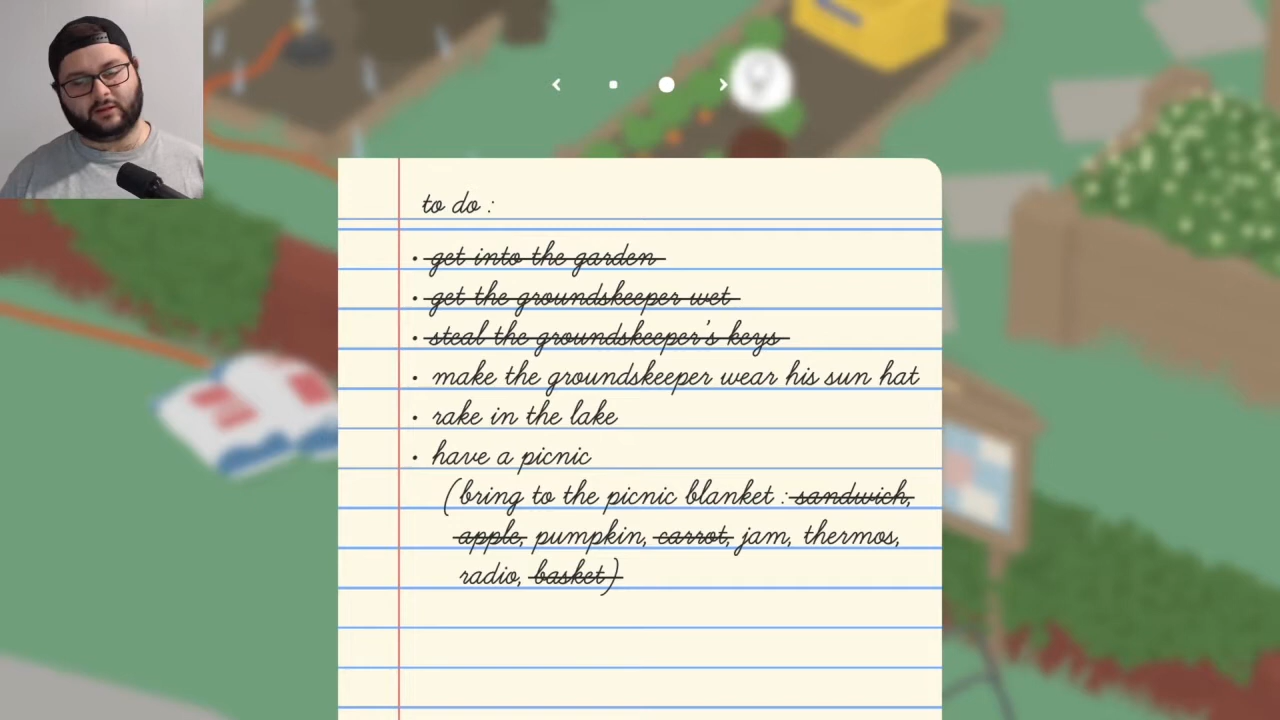 to do :
• get into the garden
• get the groundskeeper wet
• steal the groundskeeper's keys
• make the groundskeeper wear his sun hat
• rake in the lake
• have a picnic
(bring to the picnic blanket : sandwich,
apple, pumpkin, carrot, jam, thermos,
radio, basket)